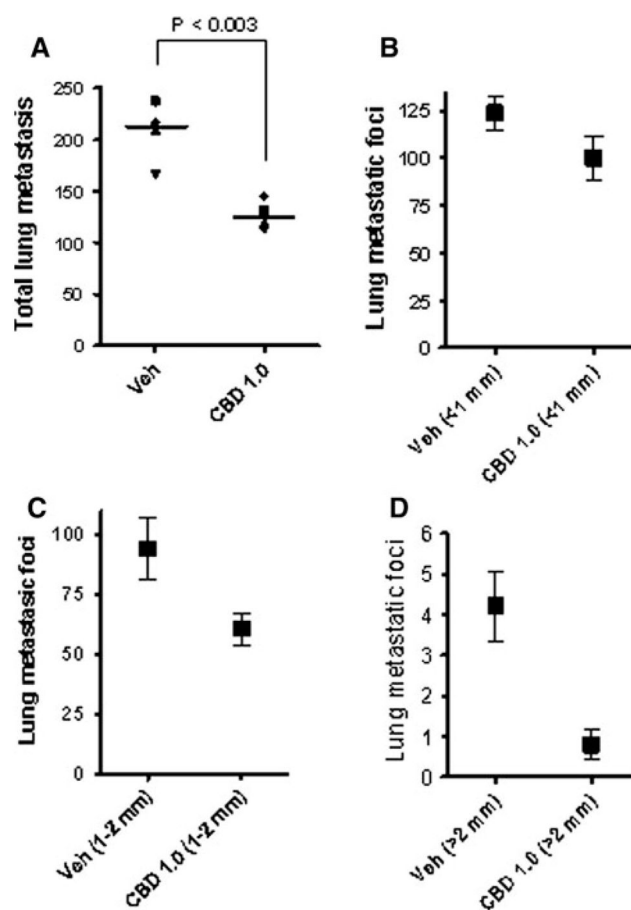 P < 0.003
A
Total lung metastasis
250
200
150
100
50
0
Veh
CBD 1.0
B
Lung metastatic foci
125
100
75
50
25
0
Veh (<1 mm)
CBD 1.0 (<1 mm)
C
Lung metastasic foci
100
75
50
25
0
Veh (1-2 mm)
CBD 1.0 (1-2 mm)
D
Lung metastatic foci
6
5
4
3
2
1
0
Veh (>2 mm)
CBD 1.0 (>2 mm)